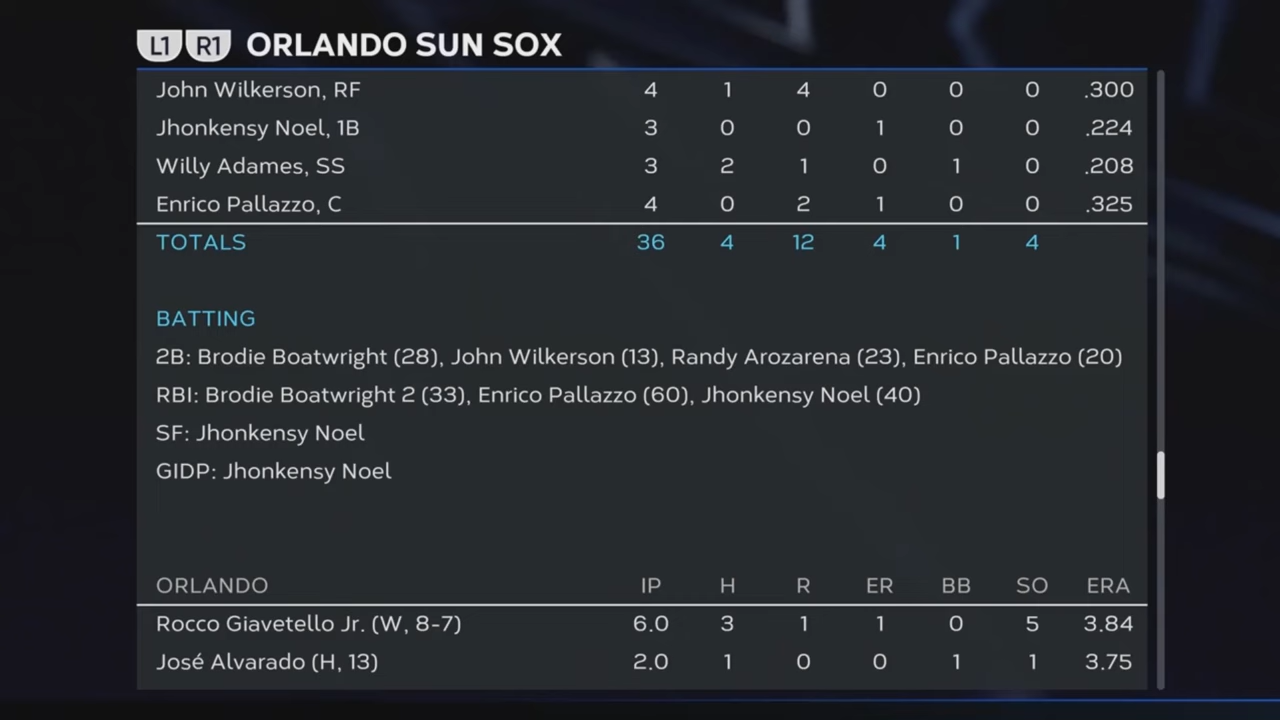 L1 R1 ORLANDO SUN SOX
John Wilkerson, RF 4 1 4 0 0 0 .300
Jhonkensy Noel, 1B 3 0 0 1 0 0 .224
Willy Adames, SS 3 2 1 0 1 0 .208
Enrico Pallazzo, C 4 0 2 1 0 0 .325
TOTALS 36 4 12 4 1 4
BATTING
2B: Brodie Boatwright (28), John Wilkerson (13), Randy Arozarena (23), Enrico Pallazzo (20)
RBI: Brodie Boatwright 2 (33), Enrico Pallazzo (60), Jhonkensy Noel (40)
SF: Jhonkensy Noel
GIDP: Jhonkensy Noel
ORLANDO IP H R ER BB SO ERA
Rocco Giavetello Jr. (W, 8-7) 6.0 3 1 1 0 5 3.84
José Alvarado (H, 13) 2.0 1 0 0 1 1 3.75